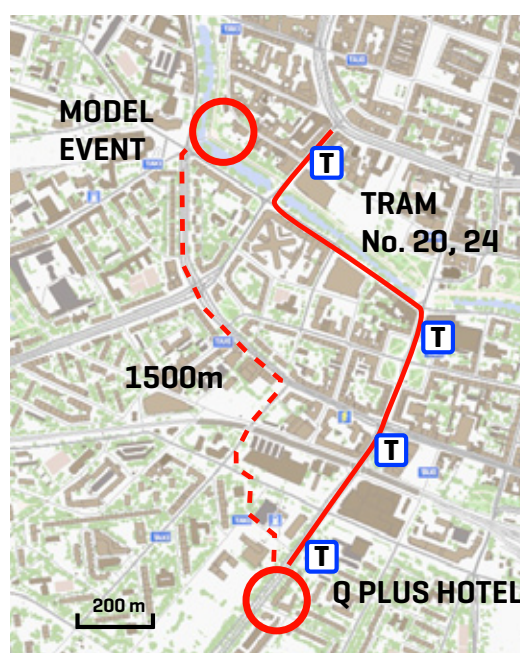 MODEL
EVENT
T
TRAM
No. 20, 24
T
1500m
T
T
Q PLUS HOTEL
200 m